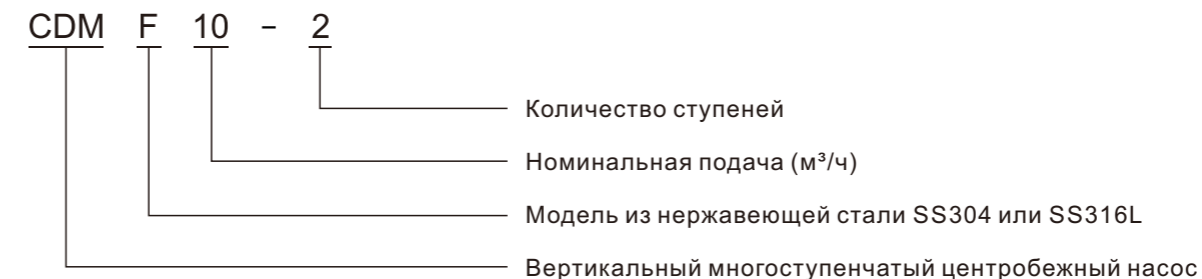 CDM F 10 - 2
Количество ступеней
Номинальная подача (м³/ч)
Модель из нержавеющей стали SS304 или SS316L
Вертикальный многоступенчатый центробежный насос